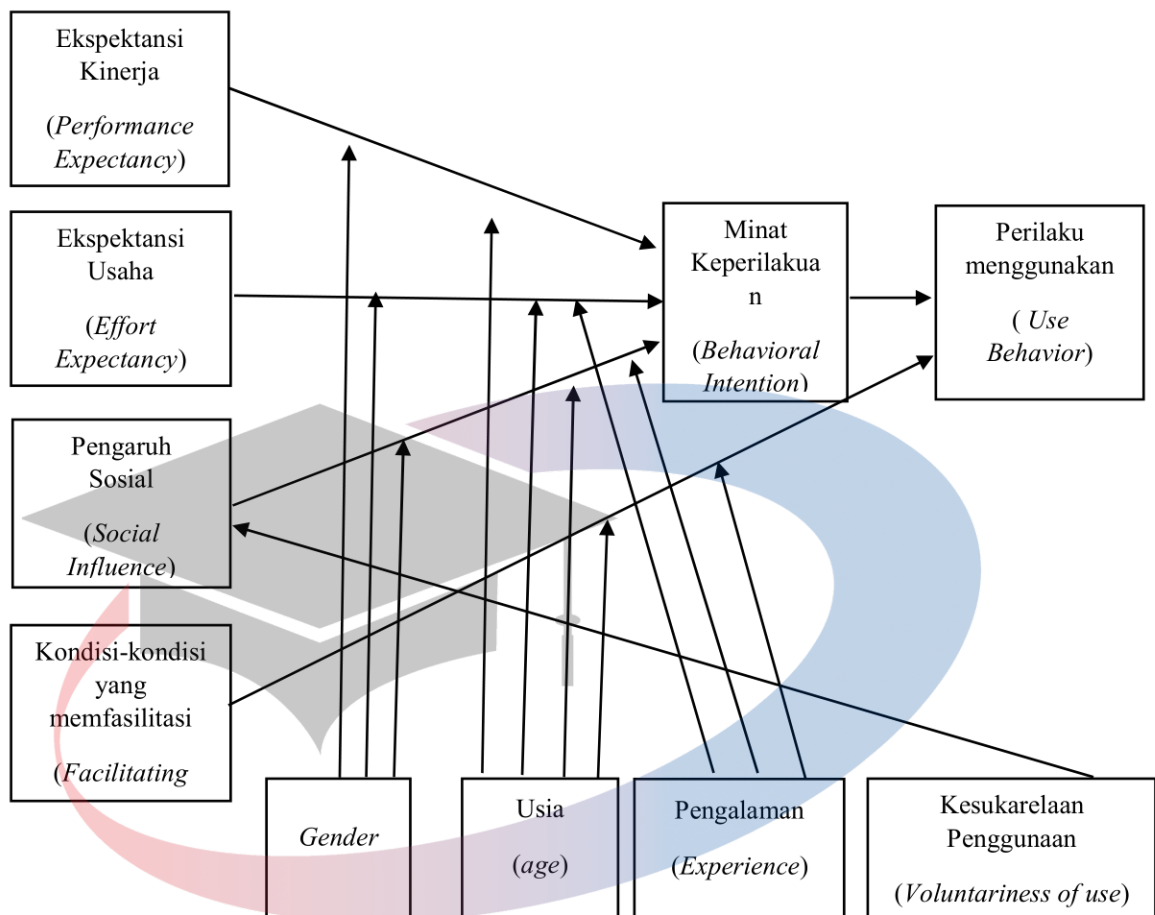 Ekspektansi
Kinerja
(Performance
Expectancy)
Ekspektansi
Usaha
(Effort
Expectancy)
Pengaruh
Sosial
(Social
Influence)
Kondisi-kondisi
yang
memfasilitasi
(Facilitating
Minat
Keperilakua
n
(Behavioral
Intention)
Perilaku
menggunakan
( Use
Behavior)
Gender
Usia
(age)
Pengalaman
(Experience)
Kesukarelaan
Penggunaan
(Voluntariness of use)